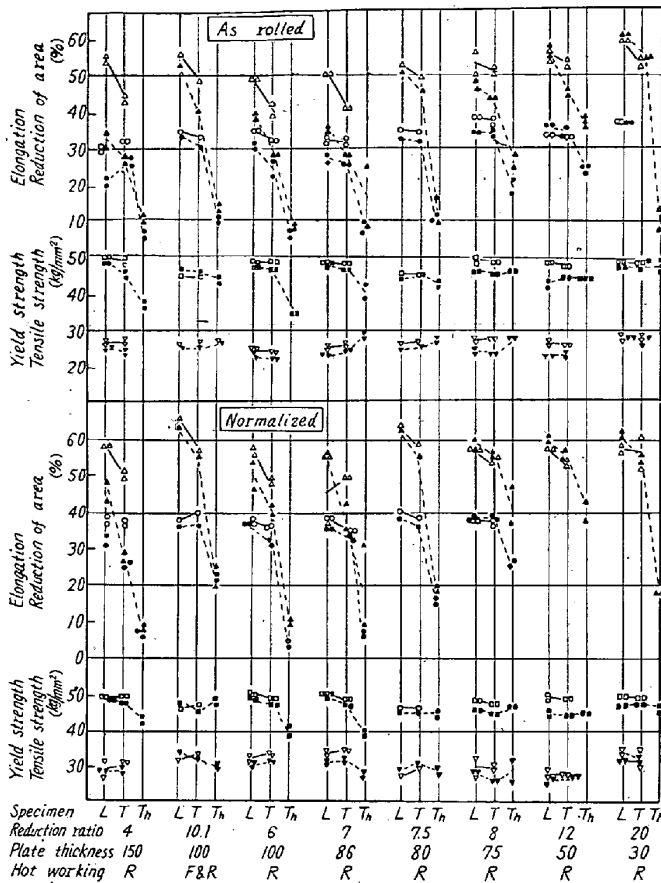 As rolled
Elongation
Reduction of area
(%)
60
50
40
30
20
10
Yield strength
Tensile strength
(kg/mm²)
50
40
30
20
Normalized
Elongation
Reduction of area
(%)
60
50
40
30
20
10
0
Yield strength
Tensile strength
(kg/mm²)
50
40
30
Specimen L T Th L T Th L T Th L T Th L T Th L T Th L T Th L T Th
Reduction ratio 4 10.1 6 7 7.5 8 12 20
Plate thickness 150 100 100 86 80 75 50 30
Hot working R F&R R R R R R R